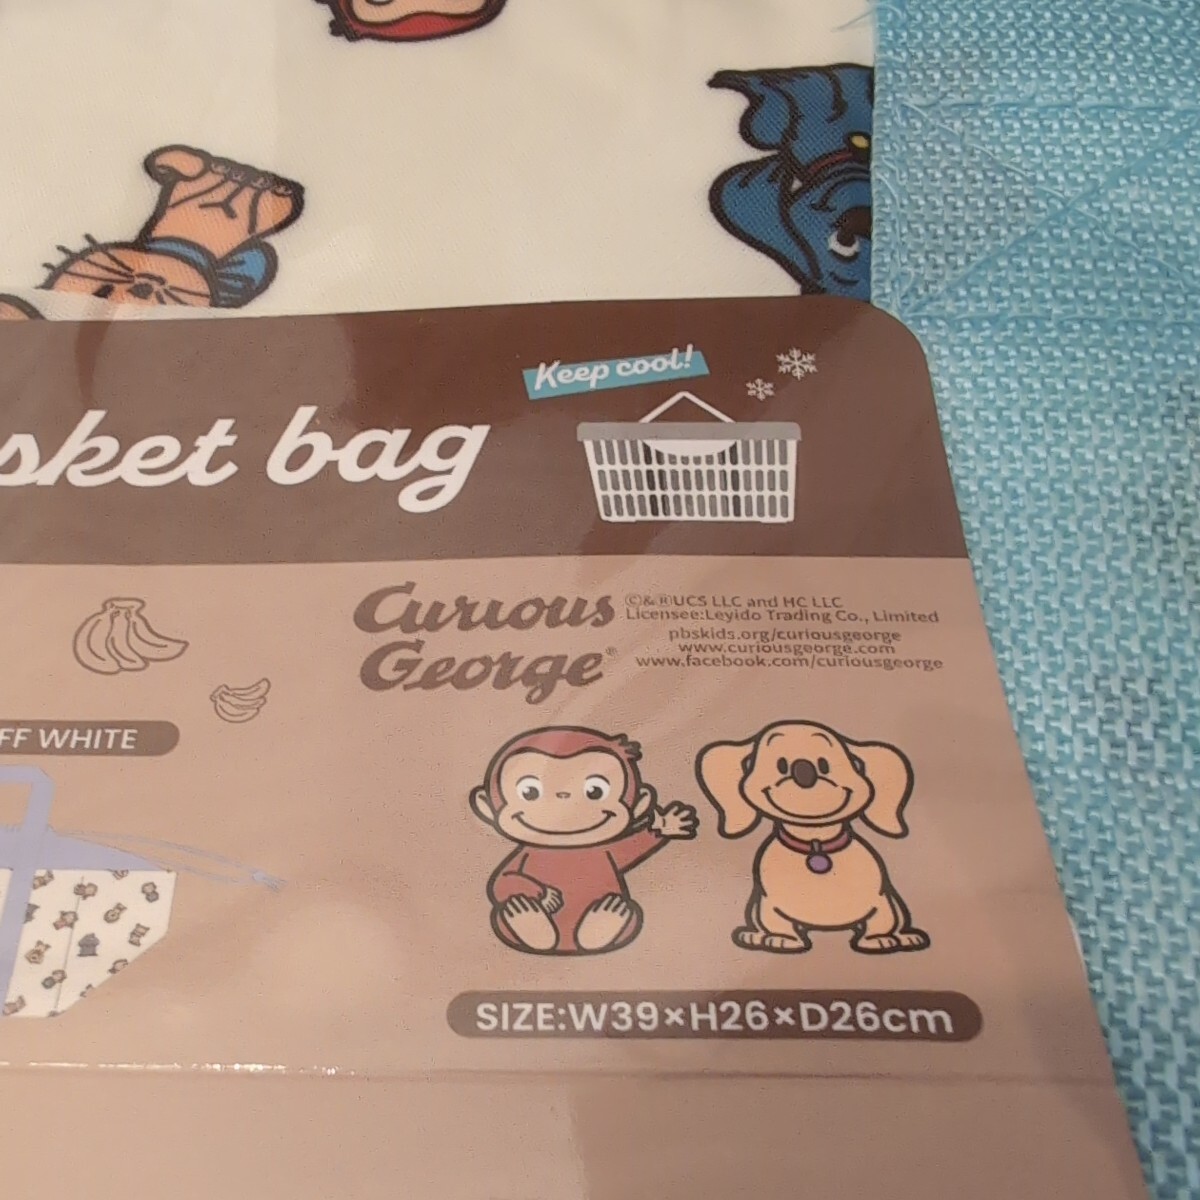 Keep cool!
sket bag
Curious
George®
©&®UCS LLC and HC LLC
Licensee:Leyido Trading Co., Limited
pbskids.org/curiousgeorge
www.curiousgeorge.com
www.facebook.com/curiousgeorge
FF WHITE
SIZE:W39×H26×D26cm